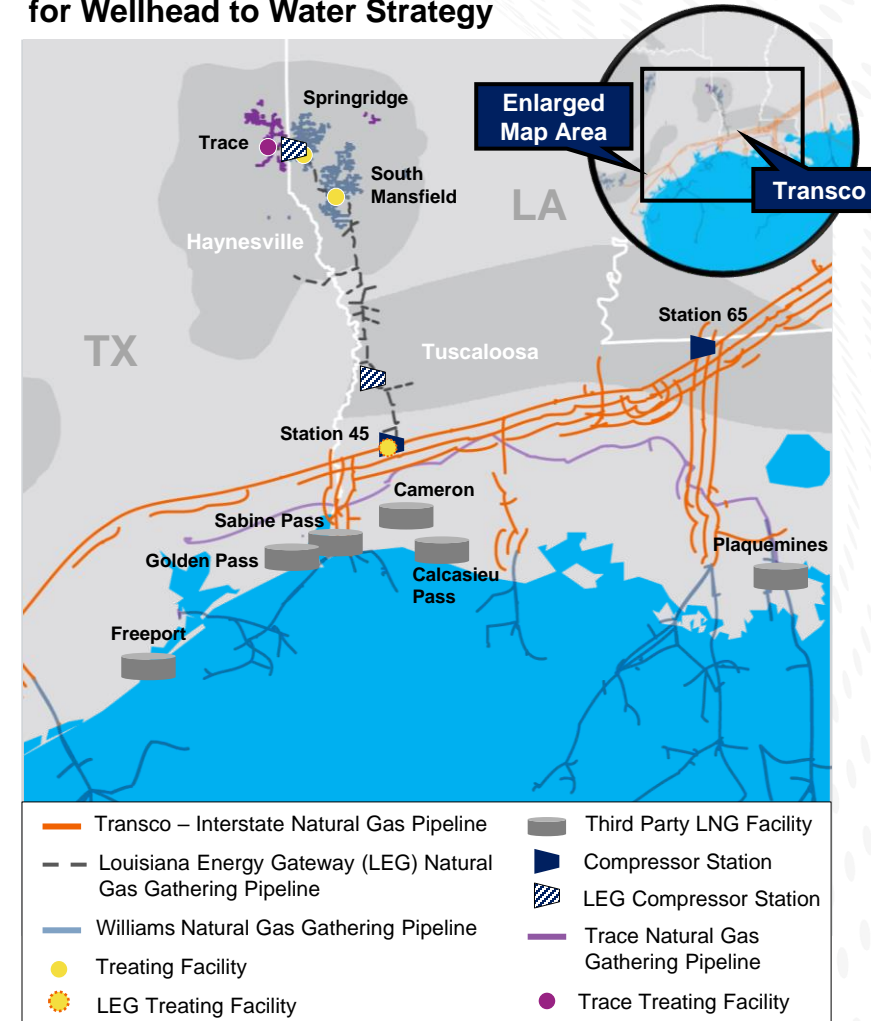 for Wellhead to Water Strategy
Enlarged
Map Area
Transco
Springridge
Trace
South
Mansfield
LA
Haynesville
TX
Station 65
Tuscaloosa
Station 45
Cameron
Sabine Pass
Golden Pass
Calcasieu
Pass
Plaquemines
Freeport
Transco – Interstate Natural Gas Pipeline
Louisiana Energy Gateway (LEG) Natural
Gas Gathering Pipeline
Williams Natural Gas Gathering Pipeline
Treating Facility
LEG Treating Facility
Third Party LNG Facility
Compressor Station
LEG Compressor Station
Trace Natural Gas
Gathering Pipeline
Trace Treating Facility